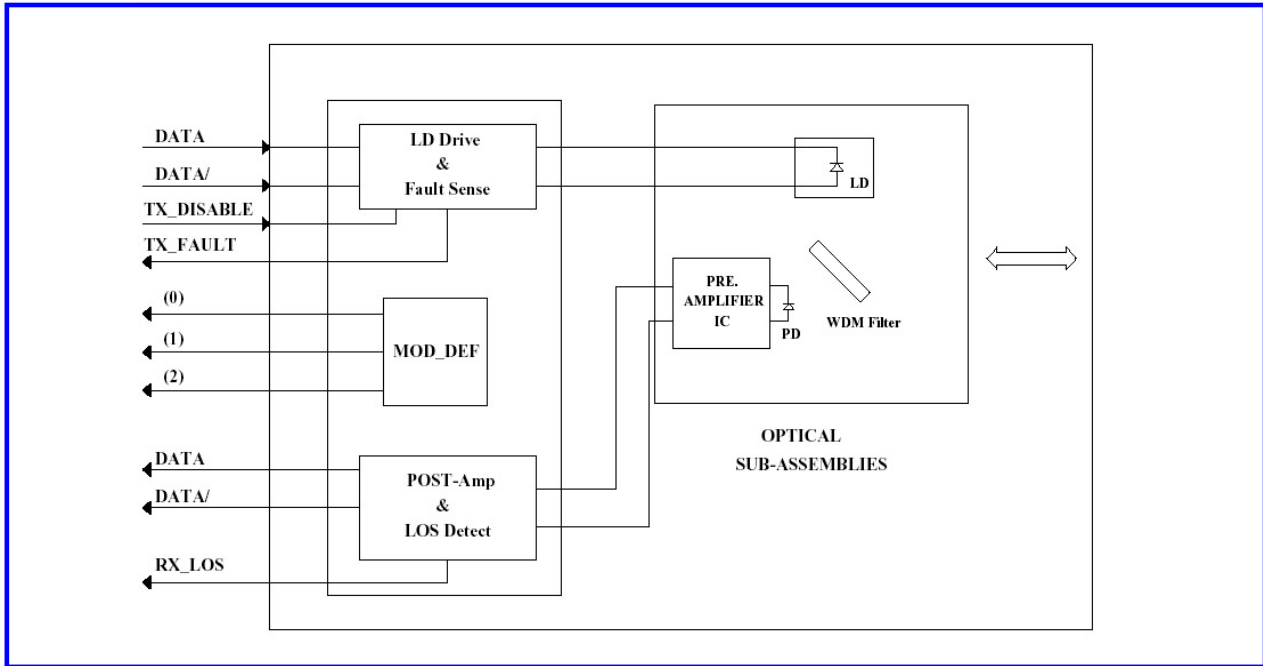 DATA
DATA/
TX_DISABLE
TX_FAULT
(0)
(1)
(2)
DATA
DATA/
RX_LOS
LD Drive
&
Fault Sense
MOD_DEF
POST-Amp
&
LOS Detect
LD
PRE.
AMPLIFIER
IC
PD
WDM Filter
OPTICAL
SUB-ASSEMBLIES